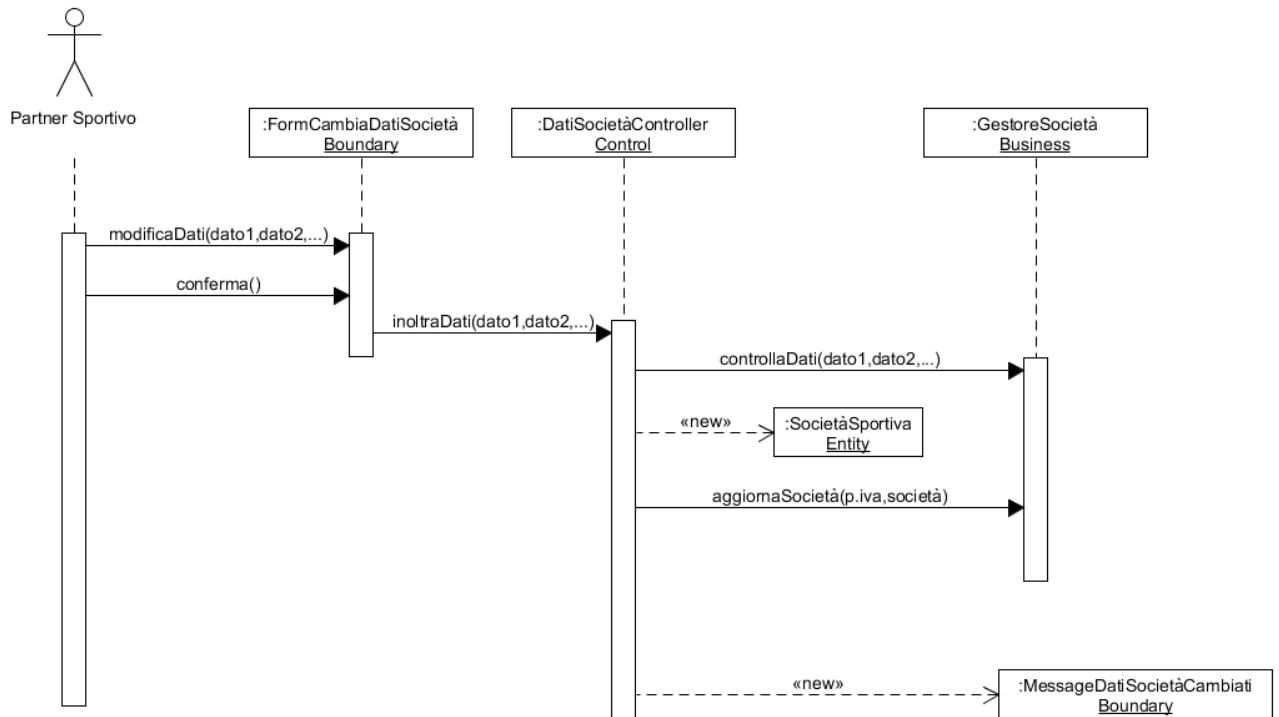 Partner Sportivo
:FormCambiaDatiSocietà
Boundary
:DatiSocietàController
Control
:GestoreSocietà
Business
modificaDati(dato1,dato2,...)
conferma()
inoltraDati(dato1,dato2,...)
controllaDati(dato1,dato2,...)
«new»
:SocietàSportiva
Entity
aggiornaSocietà(p.iva,società)
«new»
:MessageDatiSocietàCambiati
Boundary